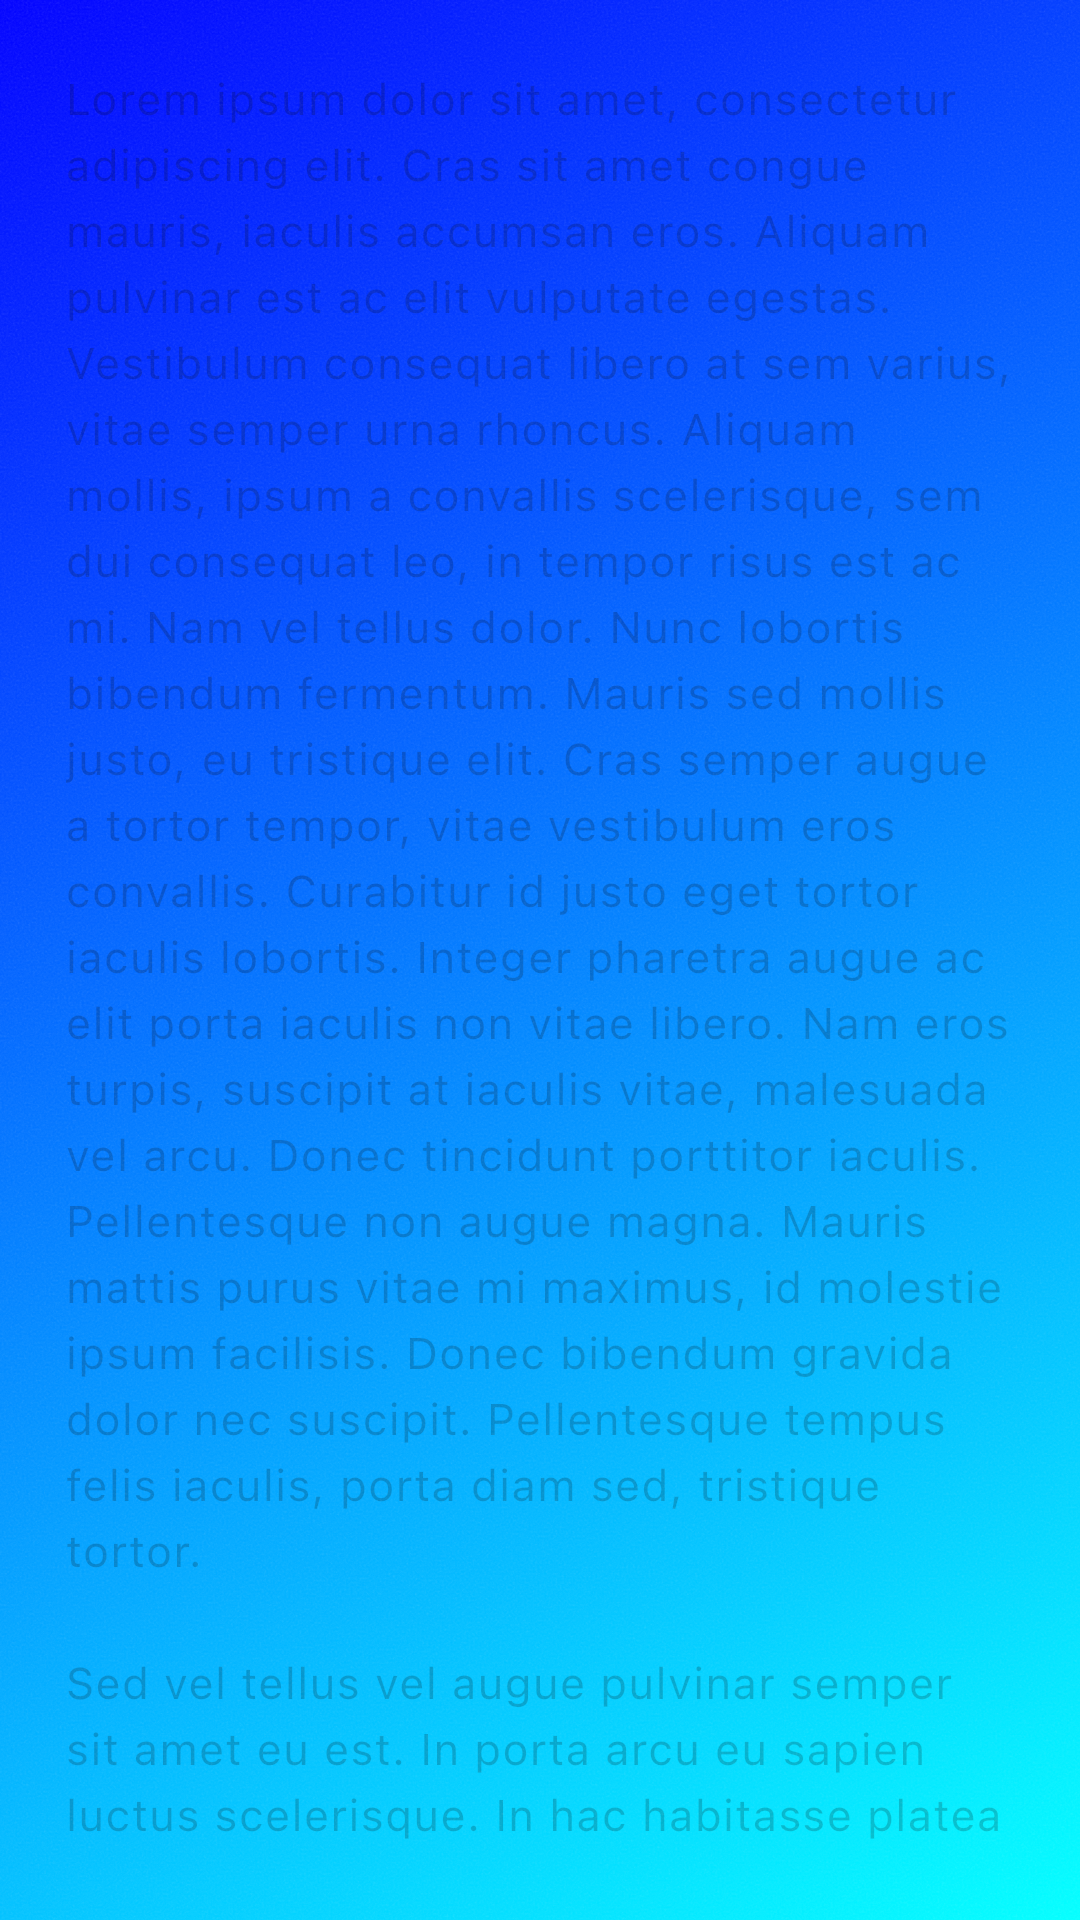 Lorem ipsum dolor sit amet, consectetur
adipiscing elit. Cras sit amet congue
mauris, iaculis accumsan eros. Aliquam
pulvinar est ac elit vulputate egestas.
Vestibulum consequat libero at sem varius,
vitae semper urna rhoncus. Aliquam
mollis, ipsum a convallis scelerisque, sem
dui consequat leo, in tempor risus est ac
mi. Nam vel tellus dolor. Nunc lobortis
bibendum fermentum. Mauris sed mollis
justo, eu tristique elit. Cras semper augue
a tortor tempor, vitae vestibulum eros
convallis. Curabitur id justo eget tortor
iaculis lobortis. Integer pharetra augue ac
elit porta iaculis non vitae libero. Nam eros
turpis, suscipit at iaculis vitae, malesuada
vel arcu. Donec tincidunt porttitor iaculis.
Pellentesque non augue magna. Mauris
mattis purus vitae mi maximus, id molestie
ipsum facilisis. Donec bibendum gravida
dolor nec suscipit. Pellentesque tempus
felis iaculis, porta diam sed, tristique
tortor.

Sed vel tellus vel augue pulvinar semper
sit amet eu est. In porta arcu eu sapien
luctus scelerisque. In hac habitasse platea